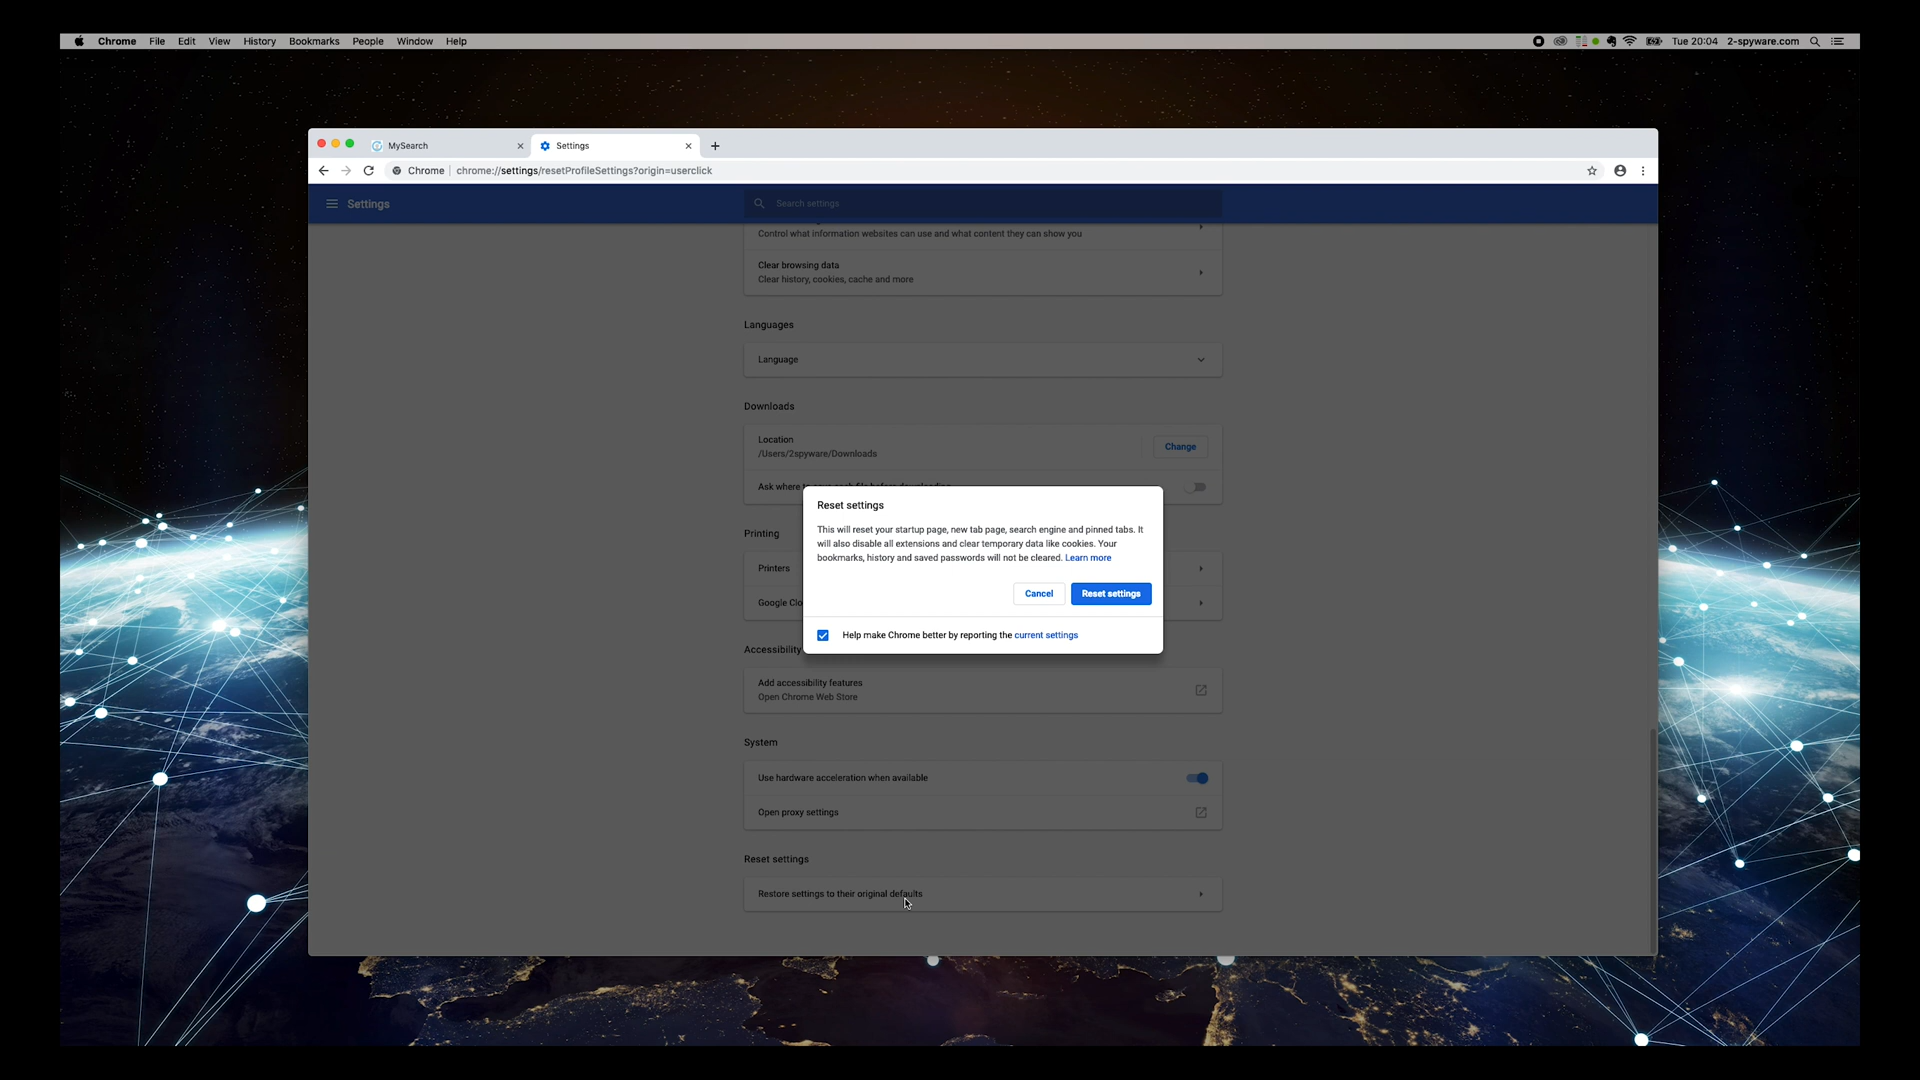 Chrome File Edit View History Bookmarks People Window Help
Tue 20:04 2-spyware.com
MySearch
Settings
Chrome chrome://settings/resetProfileSettings?origin=userclick
Settings
Search settings
Control what information websites can use and what content they can show you
Clear browsing data
Clear history, cookies, cache and more
Languages
Language
Downloads
Location
/Users/2spyware/Downloads
Change
Ask where
Reset settings
This will reset your startup page, new tab page, search engine and pinned tabs. It
will also disable all extensions and clear temporary data like cookies. Your
bookmarks, history and saved passwords will not be cleared. Learn more
Cancel
Reset settings
Help make Chrome better by reporting the current settings
Printing
Printers
Google Clo
Accessibility
Add accessibility features
Open Chrome Web Store
System
Use hardware acceleration when available
Open proxy settings
Reset settings
Restore settings to their original defaults